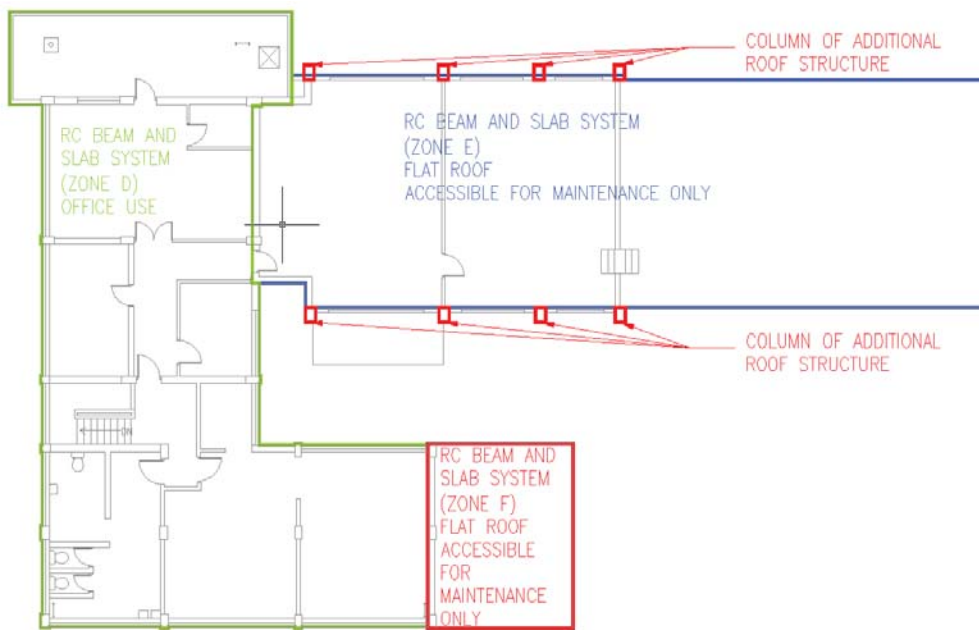 COLUMN OF ADDITIONAL
ROOF STRUCTURE
RC BEAM AND
SLAB SYSTEM
(ZONE D)
OFFICE USE
RC BEAM AND SLAB SYSTEM
(ZONE E)
FLAT ROOF
ACCESSIBLE FOR MAINTENANCE ONLY
COLUMN OF ADDITIONAL
ROOF STRUCTURE
DN
RC BEAM AND
SLAB SYSTEM
(ZONE F)
FLAT ROOF
ACCESSIBLE
FOR
MAINTENANCE
ONLY